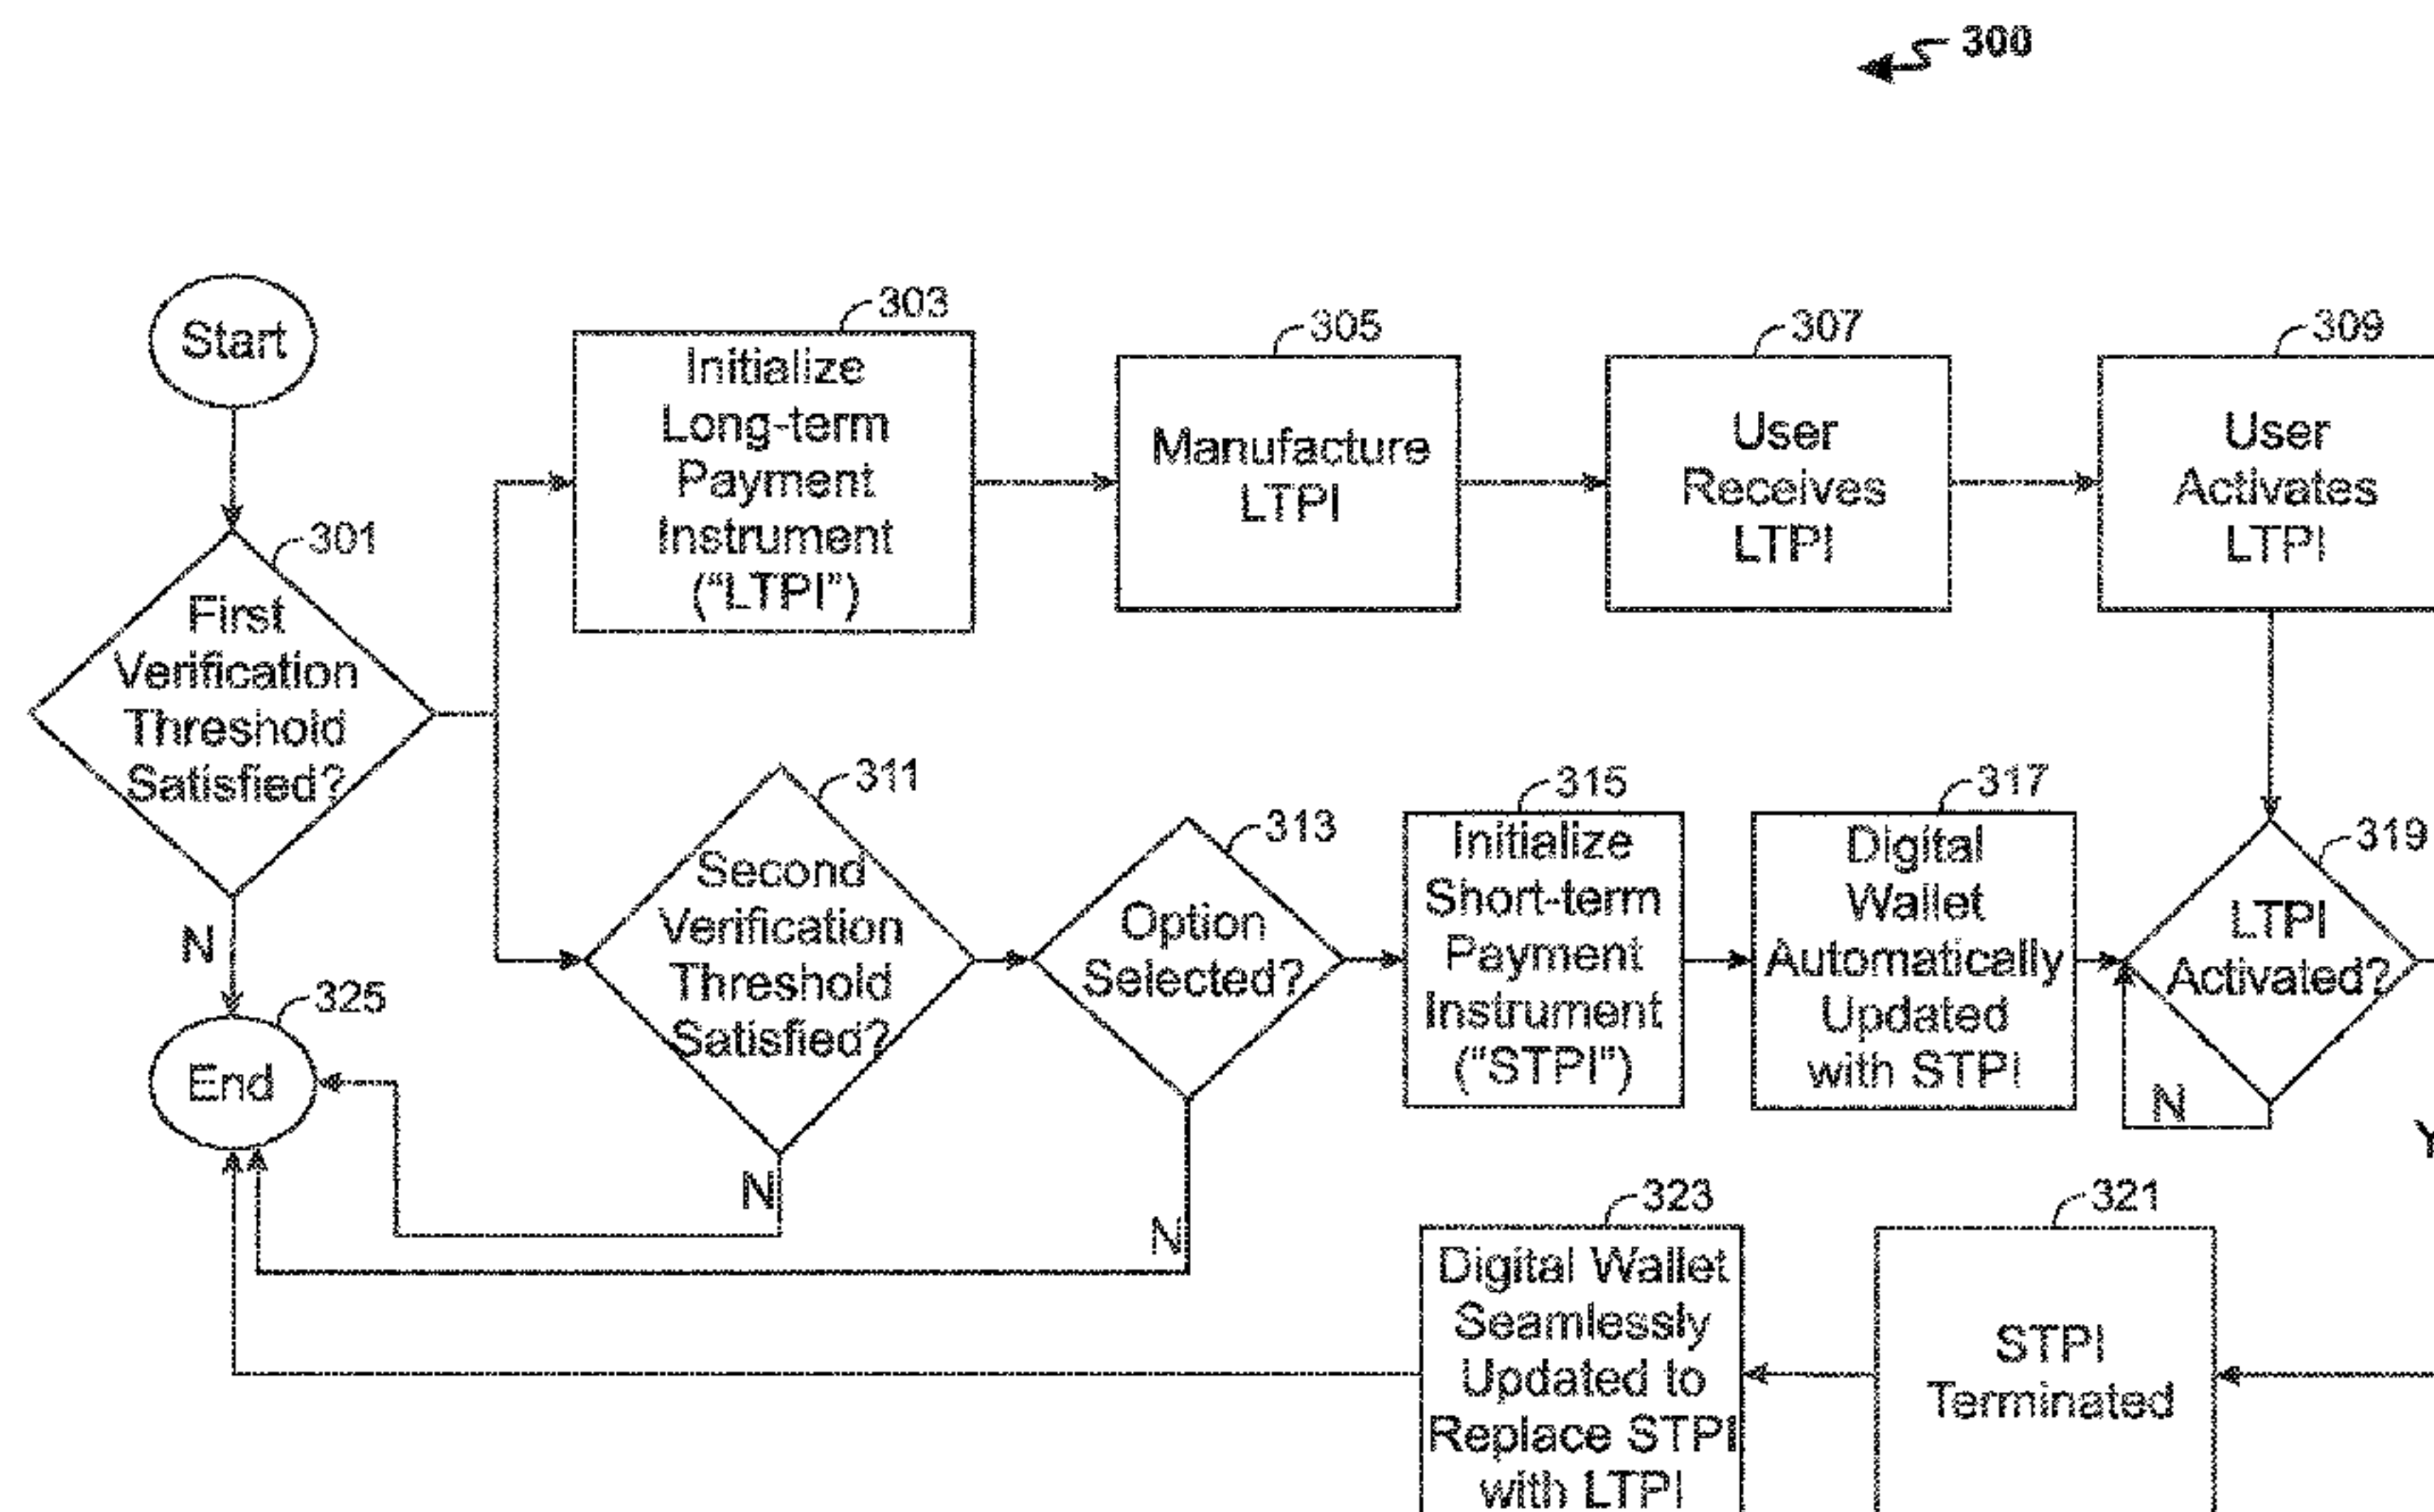 300
Start
301
First
Verification
Threshold
Satisfied?
N
325
End
303
Initialize
Long-term
Payment
Instrument
("LTPI")
305
Manufacture
LTPI
307
User
Receives
LTPI
309
User
Activates
LTPI
311
Second
Verification
Threshold
Satisfied?
N
313
Option
Selected?
N
315
Initialize
Short-term
Payment
Instrument
("STPI")
317
Digital
Wallet
Automatically
Updated
with STPI
319
LTPI
Activated?
N
Y
321
STPI
Terminated
323
Digital Wallet
Seamlessly
Updated to
Replace STPI
with LTPI